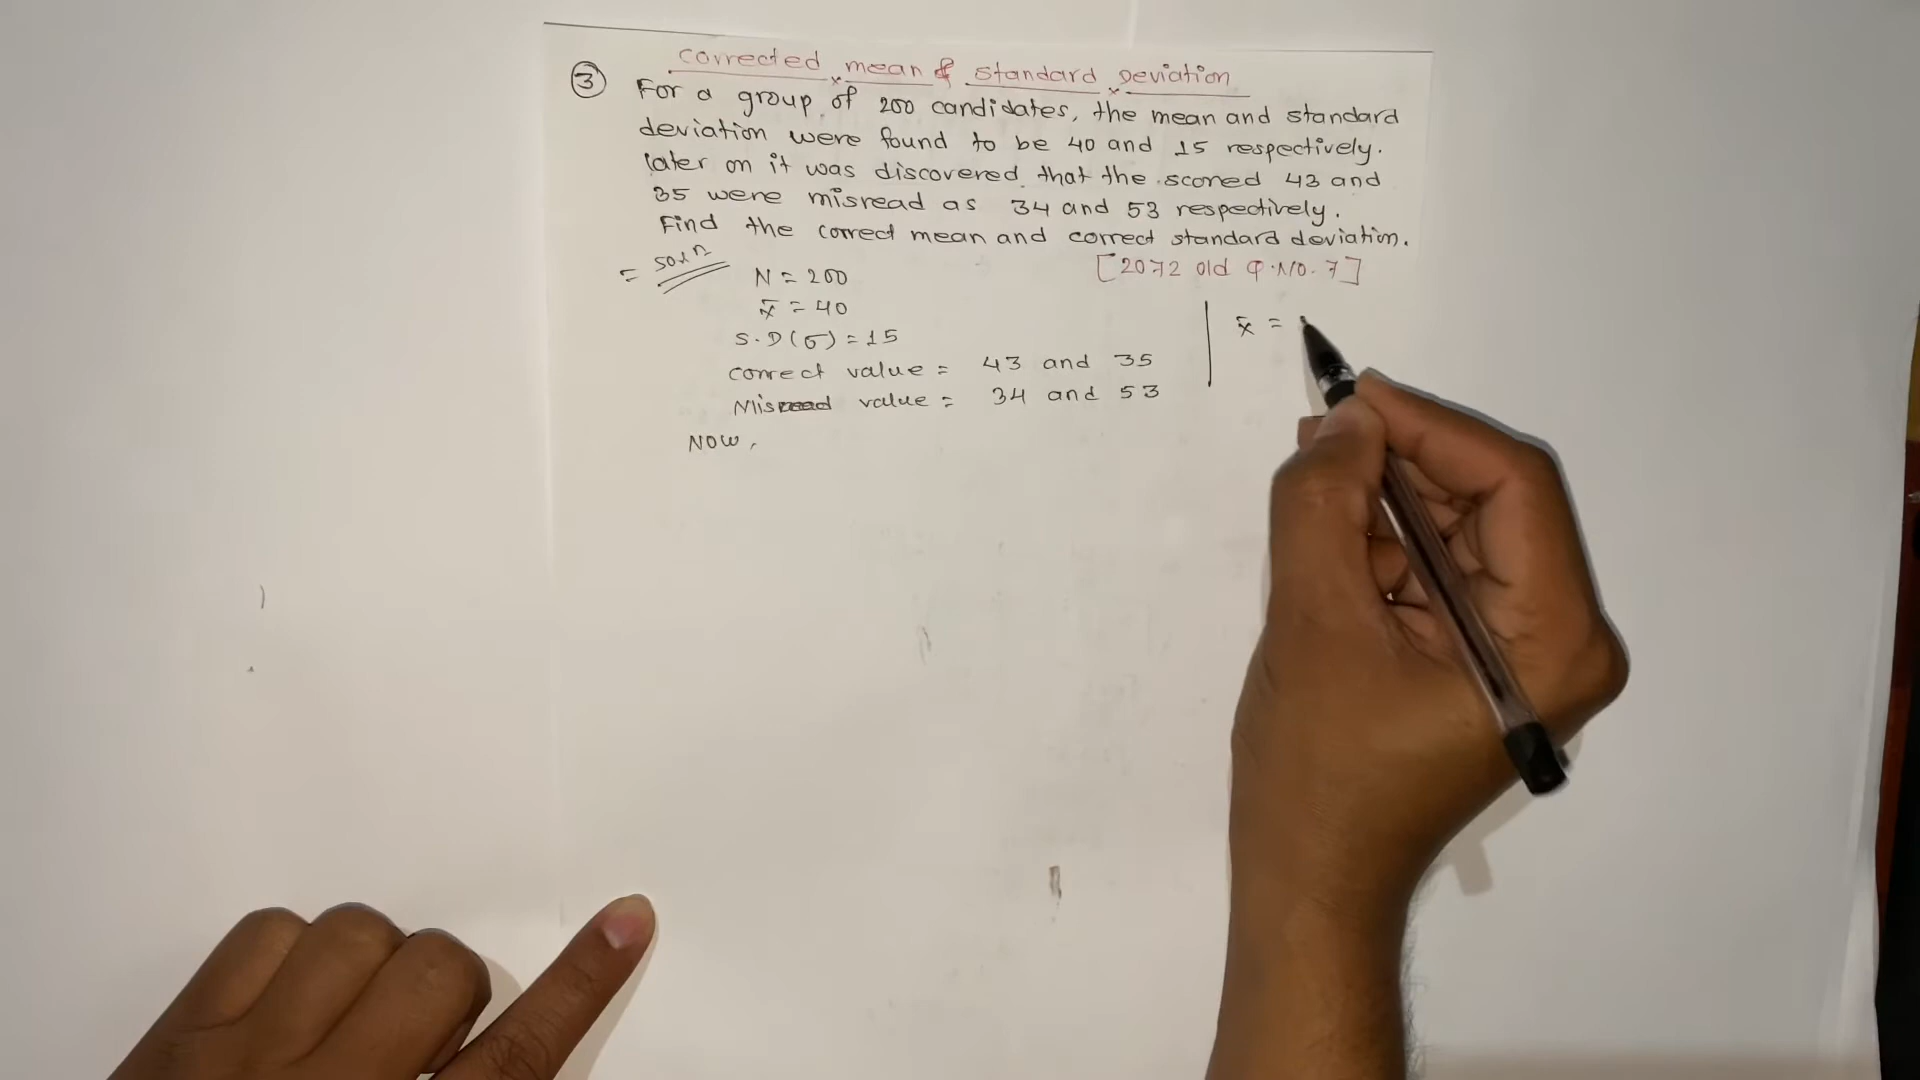 corrected mean & standard Deviation
③ For a group of 200 candidates, the mean and standard
deviation were found to be 40 and 15 respectively.
later on it was discovered that the scored 43 and
35 were misread as 34 and 53 respectively.
Find the correct mean and correct standard deviation.
[2072 old Q.NO. 7]
= solⁿ
N = 200
x̄ = 40
S.D(σ) = 15
correct value = 43 and 35
Misread value = 34 and 53
Now,
x̄ =